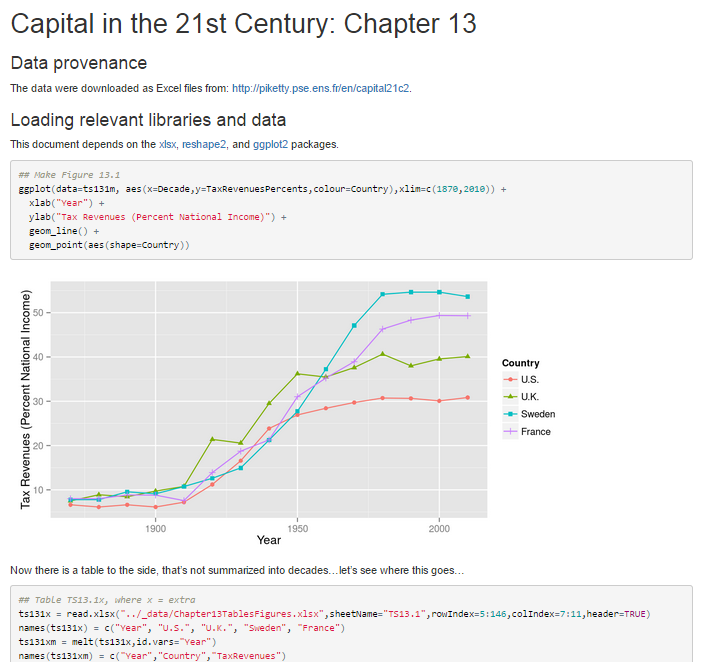 Capital in the 21st Century: Chapter 13
Data provenance
The data were downloaded as Excel files from: http://piketty.pse.ens.fr/en/capital21c2.
Loading relevant libraries and data
This document depends on the xlsx, reshape2, and ggplot2 packages.
## Make Figure 13.1
ggplot(data=ts131m, aes(x=Decade,y=TaxRevenuesPercents,colour=Country),xlim=c(1870,2010)) +
xlab("Year") +
ylab("Tax Revenues (Percent National Income)") +
geom_line() +
geom_point(aes(shape=Country))
Tax Revenues (Percent National Income)
50
40
30
20
10
1900
1950
2000
Year
Country
U.S.
U.K.
Sweden
France
Now there is a table to the side, that's not summarized into decades…let's see where this goes…
## Table TS13.1x, where x = extra
ts131x = read.xlsx("../_data/Chapter13TablesFigures.xlsx",sheetName="TS13.1",rowIndex=5:146,colIndex=7:11,header=TRUE)
names(ts131x) = c("Year", "U.S.", "U.K.", "Sweden", "France")
ts131xm = melt(ts131x,id.vars="Year")
names(ts131xm) = c("Year","Country","TaxRevenues")